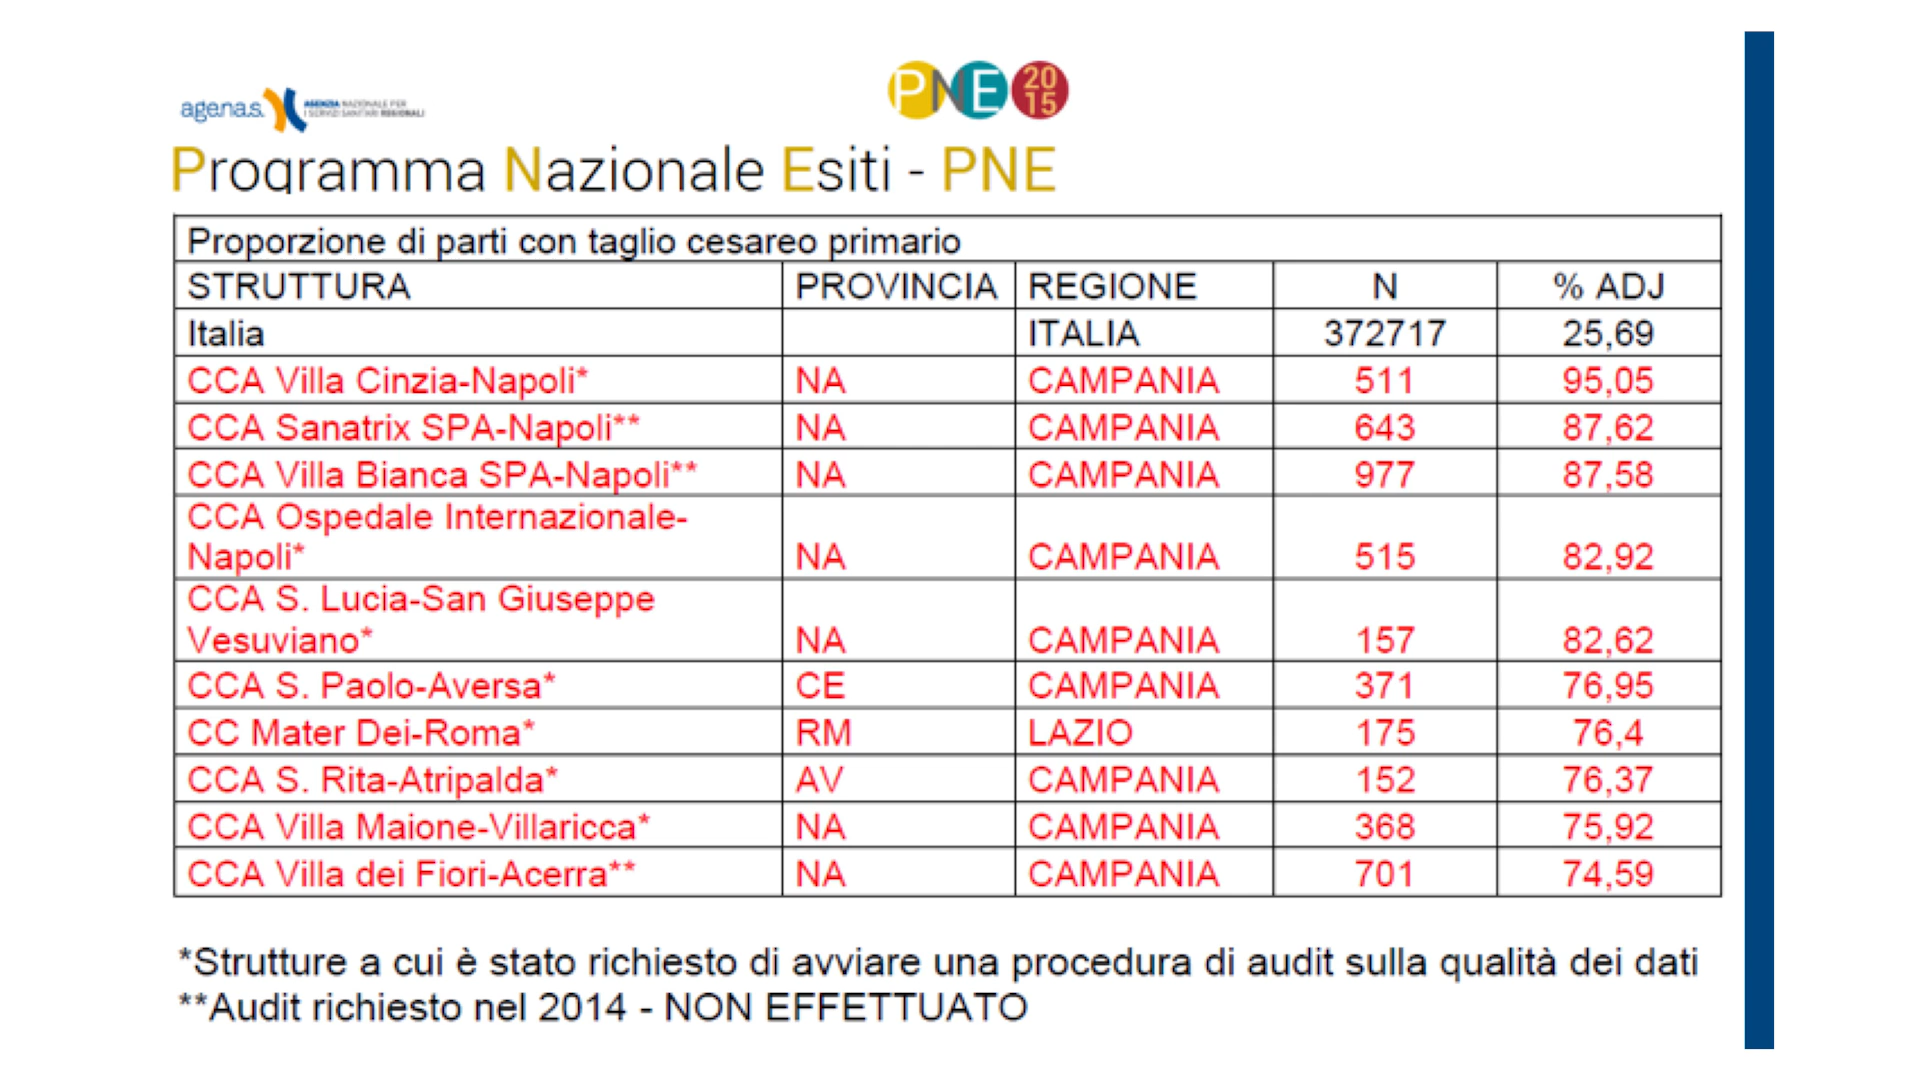 PNE 2015
agena.s. AGENZIA NAZIONALE PER
I SERVIZI SANITARI REGIONALI
Programma Nazionale Esiti - PNE
Proporzione di parti con taglio cesareo primario
STRUTTURA PROVINCIA REGIONE N % ADJ
Italia ITALIA 372717 25,69
CCA Villa Cinzia-Napoli* NA CAMPANIA 511 95,05
CCA Sanatrix SPA-Napoli** NA CAMPANIA 643 87,62
CCA Villa Bianca SPA-Napoli** NA CAMPANIA 977 87,58
CCA Ospedale Internazionale-
Napoli* NA CAMPANIA 515 82,92
CCA S. Lucia-San Giuseppe
Vesuviano* NA CAMPANIA 157 82,62
CCA S. Paolo-Aversa* CE CAMPANIA 371 76,95
CC Mater Dei-Roma* RM LAZIO 175 76,4
CCA S. Rita-Atripalda* AV CAMPANIA 152 76,37
CCA Villa Maione-Villaricca* NA CAMPANIA 368 75,92
CCA Villa dei Fiori-Acerra** NA CAMPANIA 701 74,59
*Strutture a cui è stato richiesto di avviare una procedura di audit sulla qualità dei dati
**Audit richiesto nel 2014 - NON EFFETTUATO